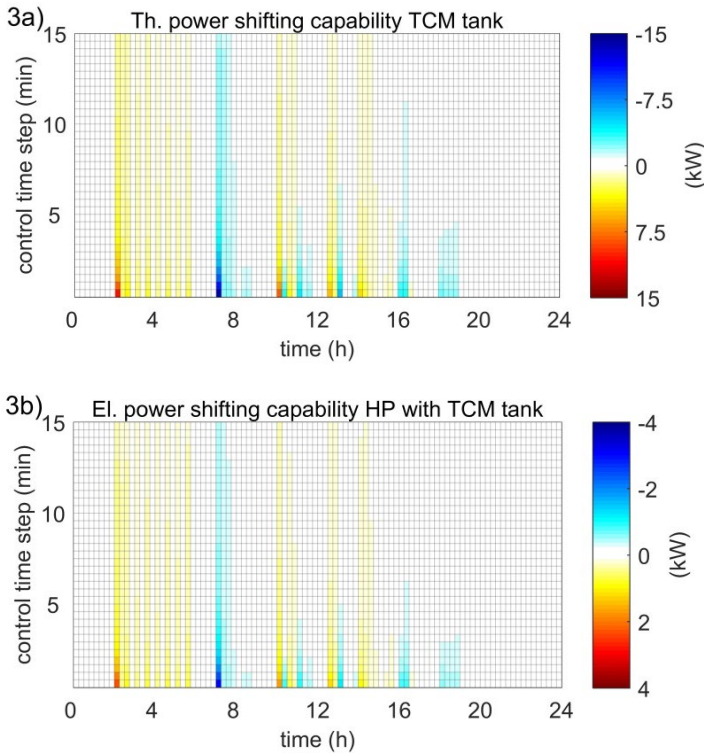 3a) Th. power shifting capability TCM tank
15
10
5
control time step (min)
0 4 8 12 16 20 24
time (h)
-15
-7.5
0
7.5
15
(kW)
3b) El. power shifting capability HP with TCM tank
15
10
5
control time step (min)
0 4 8 12 16 20 24
time (h)
-4
-2
0
2
4
(kW)